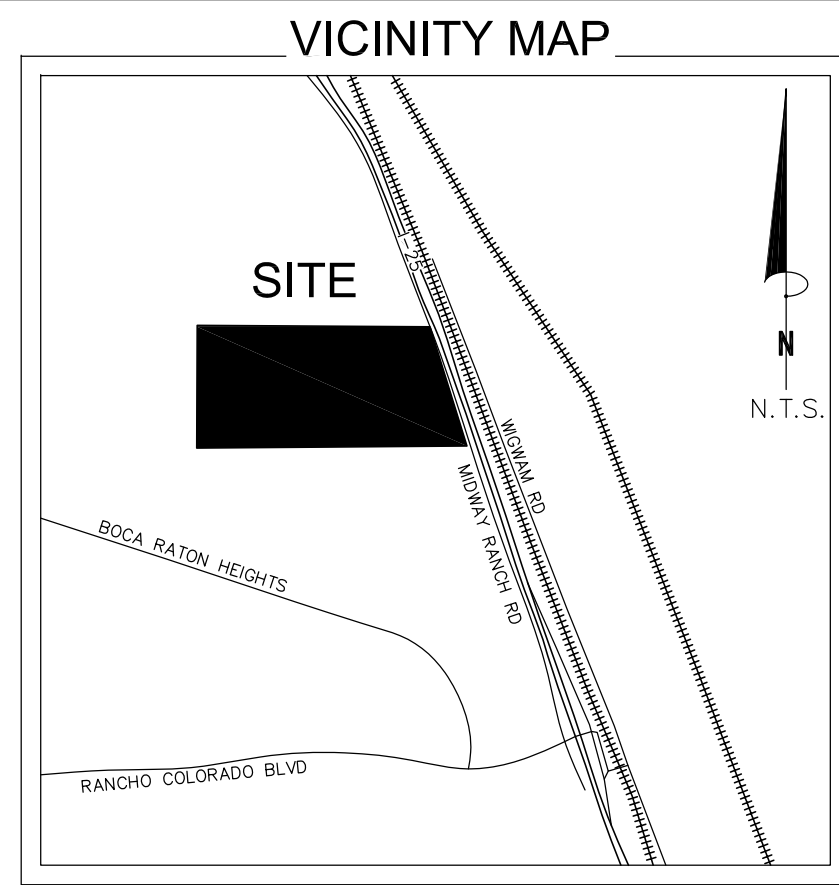 VICINITY MAP
I-25
SITE
N
N.T.S.
WIGWAM RD
MIDWAY RANCH RD
BOCA RATON HEIGHTS
RANCHO COLORADO BLVD